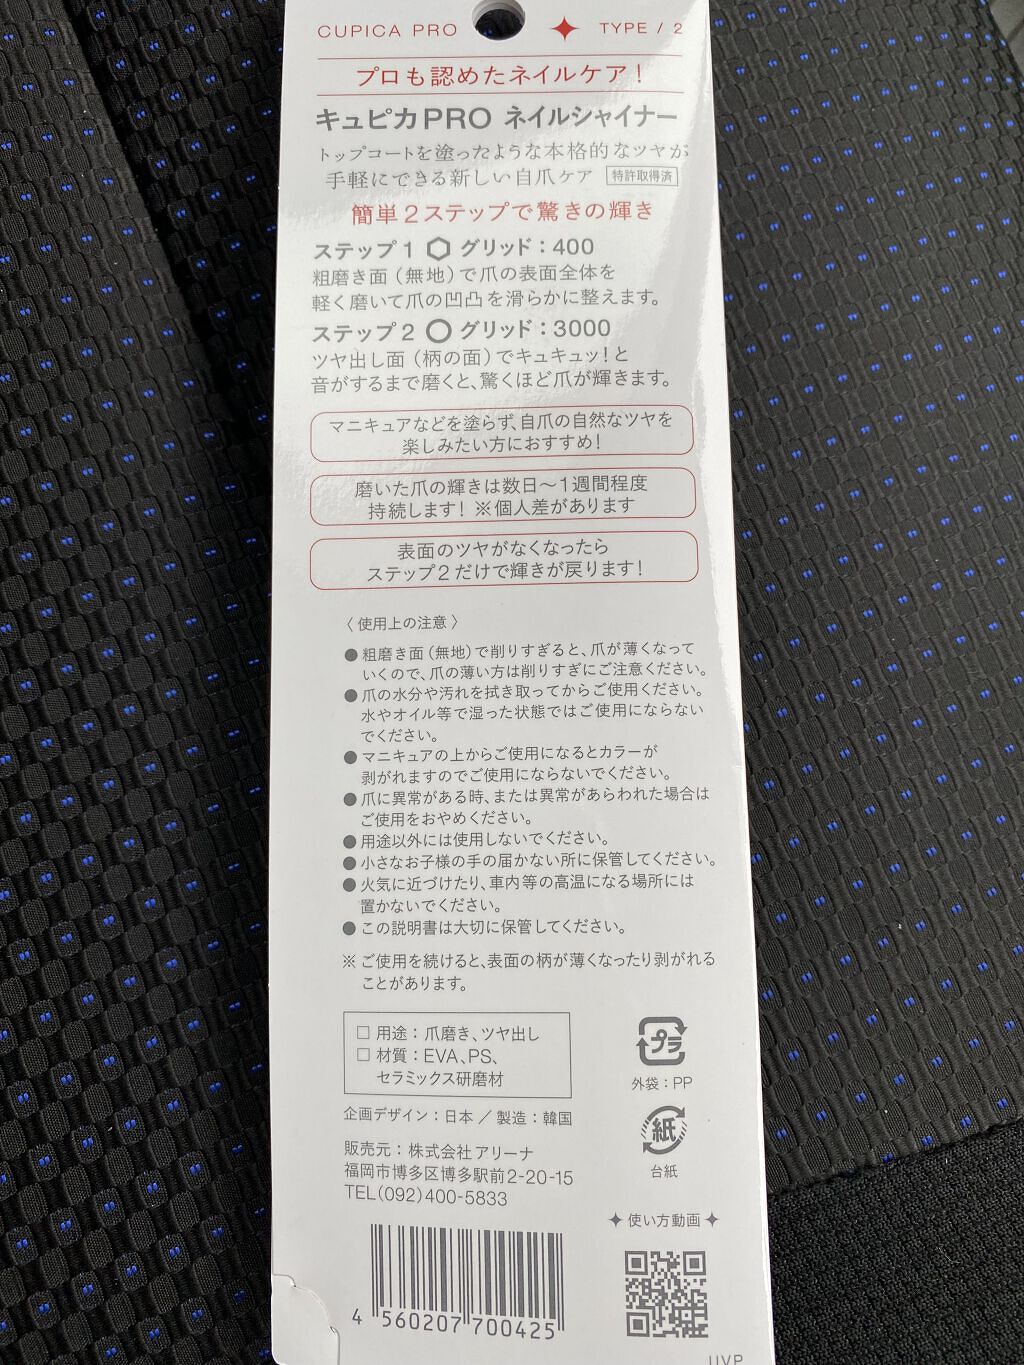 CUPICA PRO TYPE / 2
プロも認めたネイルケア！
キュピカPRO ネイルシャイナー
トップコートを塗ったような本格的なツヤが
手軽にできる新しい自爪ケア 特許取得済
簡単2ステップで驚きの輝き
ステップ1 グリッド：400
粗磨き面（無地）で爪の表面全体を
軽く磨いて爪の凹凸を滑らかに整えます。
ステップ2 グリッド：3000
ツヤ出し面（柄の面）でキュキュッ！と
音がするまで磨くと、驚くほど爪が輝きます。
マニキュアなどを塗らず、自爪の自然なツヤを
楽しみたい方におすすめ！
磨いた爪の輝きは数日〜1週間程度
持続します！ ※個人差があります
表面のツヤがなくなったら
ステップ2だけで輝きが戻ります！
〈使用上の注意〉
●粗磨き面（無地）で削りすぎると、爪が薄くなって
いくので、爪の薄い方は削りすぎにご注意ください。
●爪の水分や汚れを拭き取ってからご使用ください。
水やオイル等で湿った状態ではご使用にならない
でください。
●マニキュアの上からご使用になるとカラーが
剥がれますのでご使用にならないでください。
●爪に異常がある時、または異常があらわれた場合は
ご使用をおやめください。
●用途以外には使用しないでください。
●小さなお子様の手の届かない所に保管してください。
●火気に近づけたり、車内等の高温になる場所には
置かないでください。
●この説明書は大切に保管してください。
※ご使用を続けると、表面の柄が薄くなったり剥がれる
ことがあります。
□ 用途：爪磨き、ツヤ出し
□ 材質：EVA、PS、
セラミックス研磨材
プラ
外袋：PP
紙
台紙
企画デザイン：日本 ／ 製造：韓国
販売元：株式会社アリーナ
福岡市博多区博多駅前2-20-15
TEL(092)400-5833
使い方動画
4 560207 700425
UVP